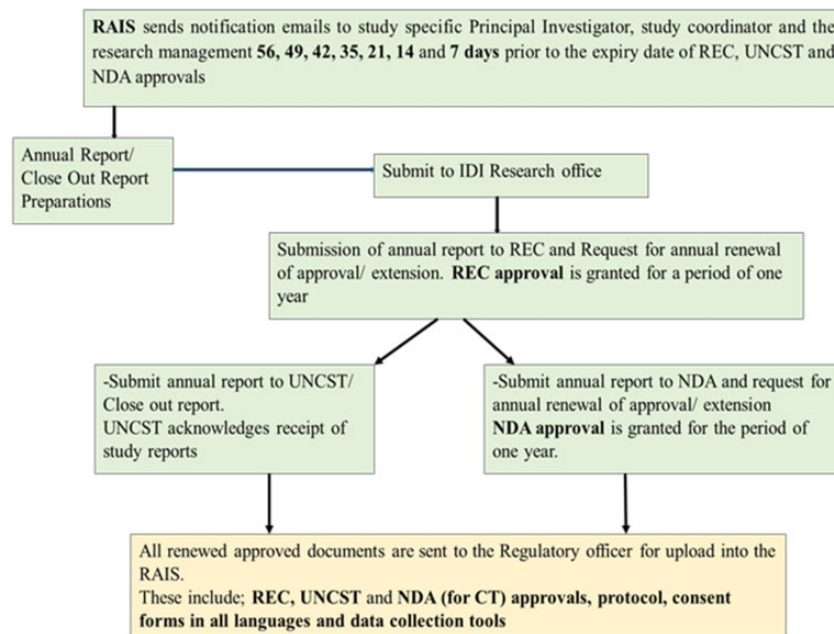 RAIS sends notification emails to study specific Principal Investigator, study coordinator and the
research management 56, 49, 42, 35, 21, 14 and 7 days prior to the expiry date of REC, UNCST and
NDA approvals
Annual Report/
Close Out Report
Preparations
Submit to IDI Research office
Submission of annual report to REC and Request for annual renewal
of approval/ extension. REC approval is granted for a period of one
year
-Submit annual report to UNCST/
Close out report.
UNCST acknowledges receipt of
study reports
-Submit annual report to NDA and request for
annual renewal of approval/ extension
NDA approval is granted for the period of
one year.
All renewed approved documents are sent to the Regulatory officer for upload into the
RAIS.
These include; REC, UNCST and NDA (for CT) approvals, protocol, consent
forms in all languages and data collection tools